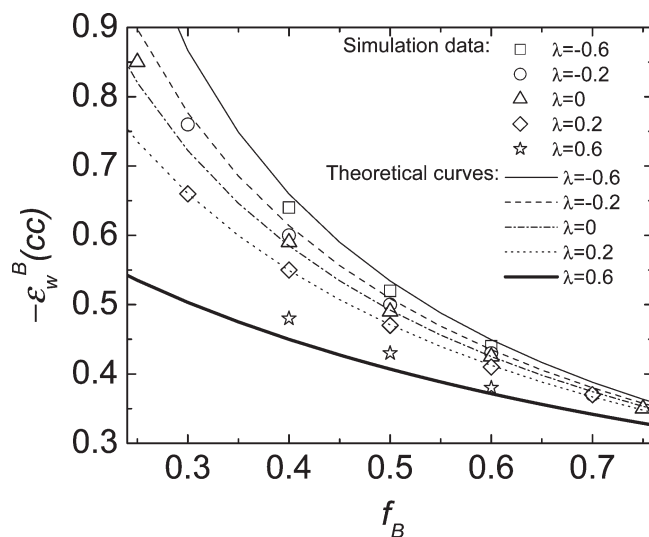 0.9
0.8
0.7
0.6
0.5
0.4
0.3
−ε_w^B(cc)
Simulation data:
λ=-0.6
λ=-0.2
λ=0
λ=0.2
λ=0.6
Theoretical curves:
λ=-0.6
λ=-0.2
λ=0
λ=0.2
λ=0.6
0.3 0.4 0.5 0.6 0.7
f_B